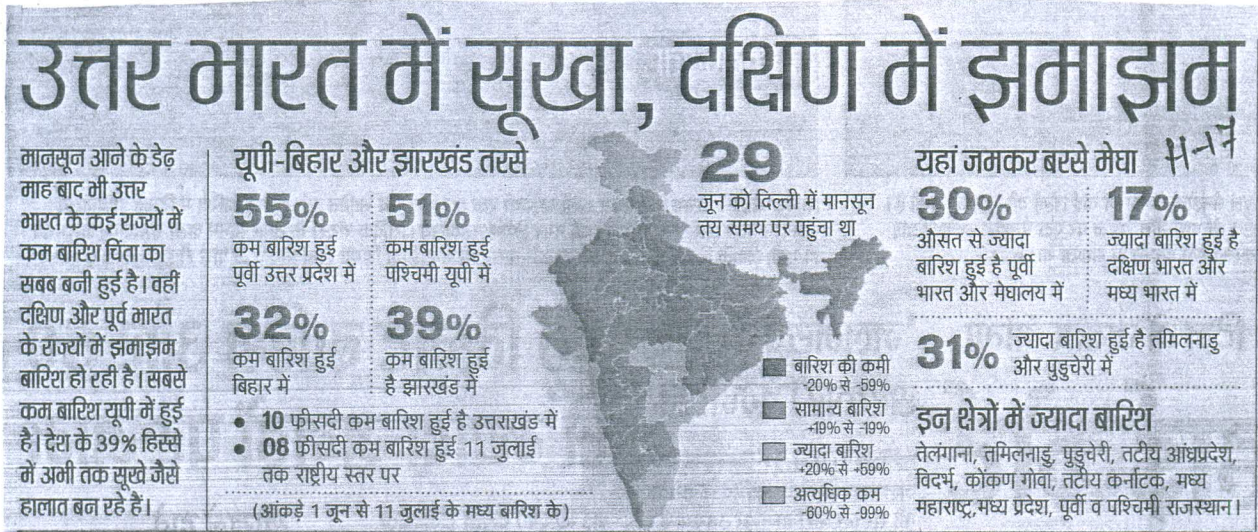 उत्तर भारत में सूखा, दक्षिण में झमाझम
मानसून आने के डेढ़
माह बाद भी उत्तर
भारत के कई राज्यों में
कम बारिश चिंता का
सबब बनी हुई है। वहीं
दक्षिण और पूर्व भारत
के राज्यों में झमाझम
बारिश हो रही है। सबसे
कम बारिश यूपी में हुई
है। देश के 39% हिस्से
में अभी तक सूखे जैसे
हालात बन रहे हैं।
यूपी-बिहार और झारखंड तरसे
55%
कम बारिश हुई
पूर्वी उत्तर प्रदेश में
51%
कम बारिश हुई
पश्चिमी यूपी में
32%
कम बारिश हुई
बिहार में
39%
कम बारिश हुई
है झारखंड में
• 10 फीसदी कम बारिश हुई है उत्तराखंड में
• 08 फीसदी कम बारिश हुई 11 जुलाई
तक राष्ट्रीय स्तर पर
(आंकड़े 1 जून से 11 जुलाई के मध्य बारिश के)
29
जून को दिल्ली में मानसून
तय समय पर पहुंचा था
बारिश की कमी
-20% से -59%
सामान्य बारिश
+19% से -19%
ज्यादा बारिश
+20% से +59%
अत्यधिक कम
-60% से -99%
यहां जमकर बरसे मेघा
H-17
30%
औसत से ज्यादा
बारिश हुई है पूर्वी
भारत और मेघालय में
17%
ज्यादा बारिश हुई है
दक्षिण भारत और
मध्य भारत में
31%
ज्यादा बारिश हुई है तमिलनाडु
और पुडुचेरी में
इन क्षेत्रों में ज्यादा बारिश
तेलंगाना, तमिलनाडु, पुडुचेरी, तटीय आंध्रप्रदेश,
विदर्भ, कोंकण गोवा, तटीय कर्नाटक, मध्य
महाराष्ट्र,मध्य प्रदेश, पूर्वी व पश्चिमी राजस्थान।